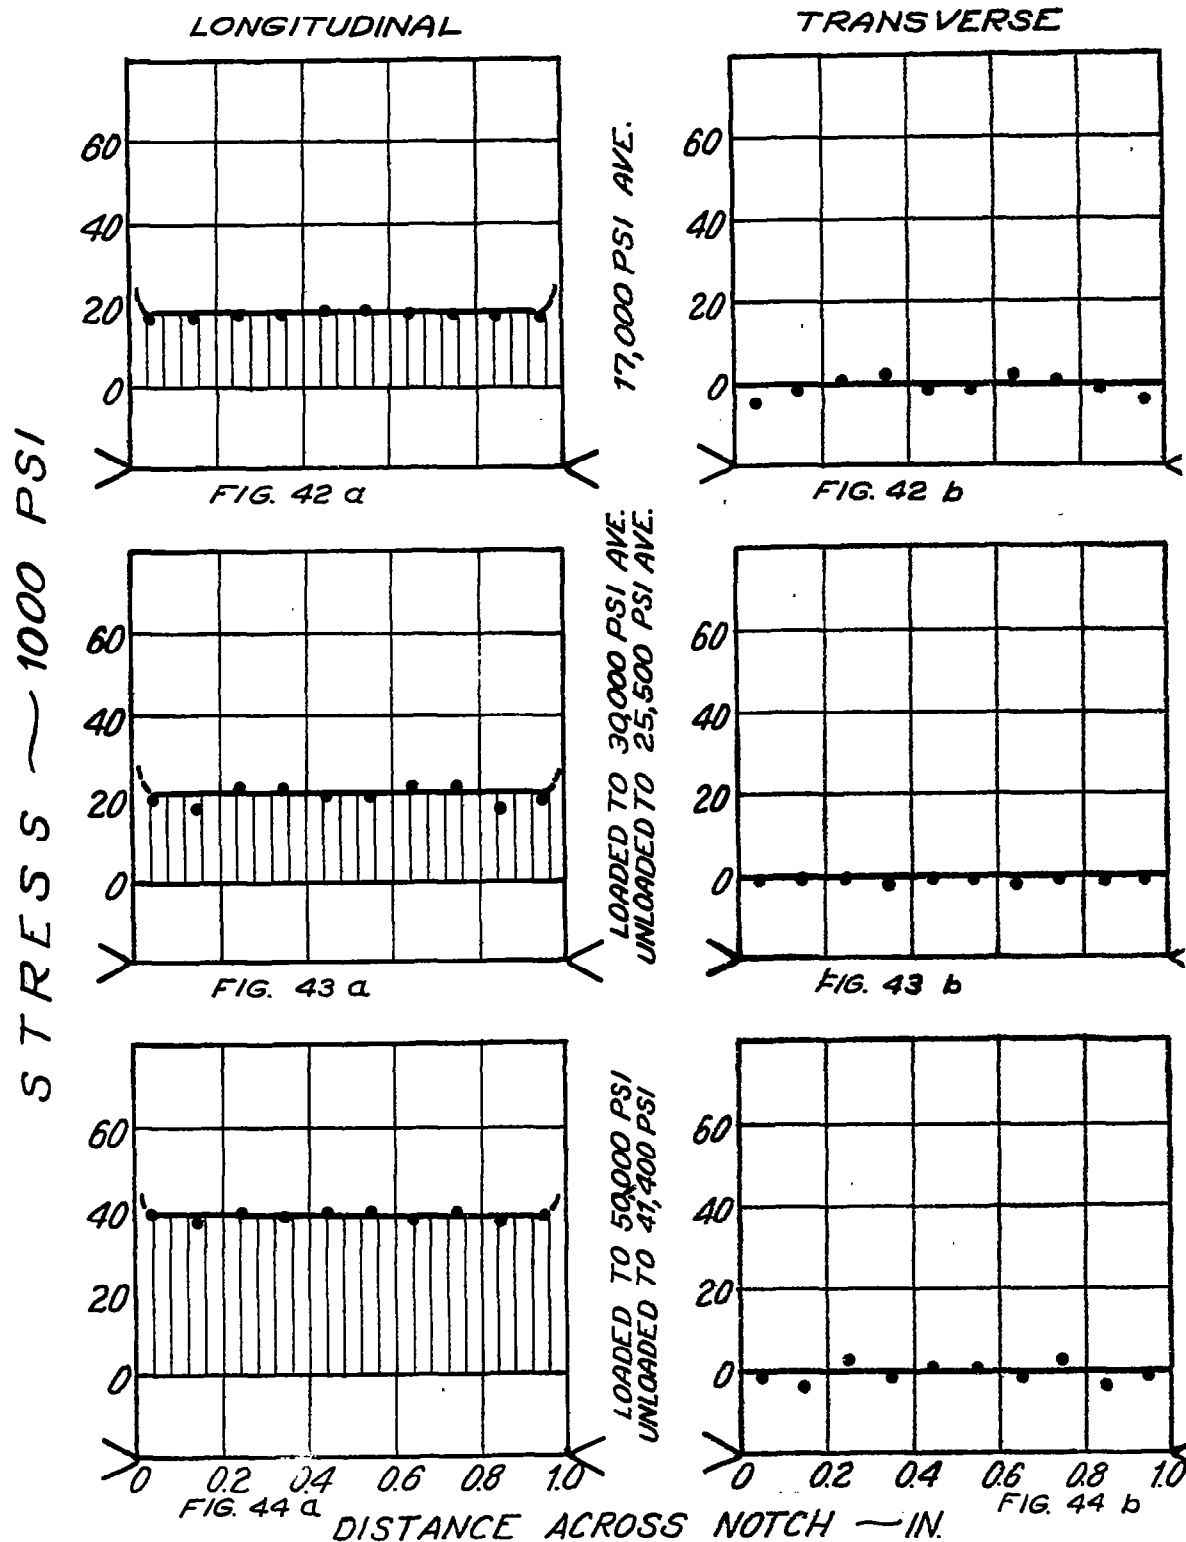 LONGITUDINAL
TRANSVERSE
STRESS ~ 1000 PSI
60
40
20
0
FIG. 42 a
17,000 PSI AVE.
60
40
20
0
FIG. 42 b
60
40
20
0
FIG. 43 a
LOADED TO 30,000 PSI AVE.
UNLOADED TO 25,500 PSI AVE.
60
40
20
0
FIG. 43 b
60
40
20
0
0 0.2 0.4 0.6 0.8 1.0
FIG. 44 a
LOADED TO 50,000 PSI
UNLOADED TO 41,400 PSI
60
40
20
0
0 0.2 0.4 0.6 0.8 1.0
FIG. 44 b
DISTANCE ACROSS NOTCH ~ IN.